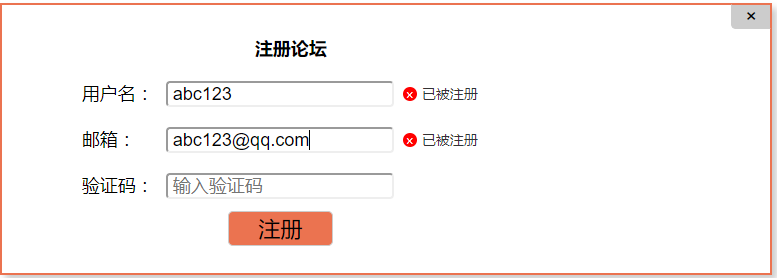 ×
注册论坛
用户名： abc123 已被注册
邮箱： abc123@qq.com 已被注册
验证码： 输入验证码
注册